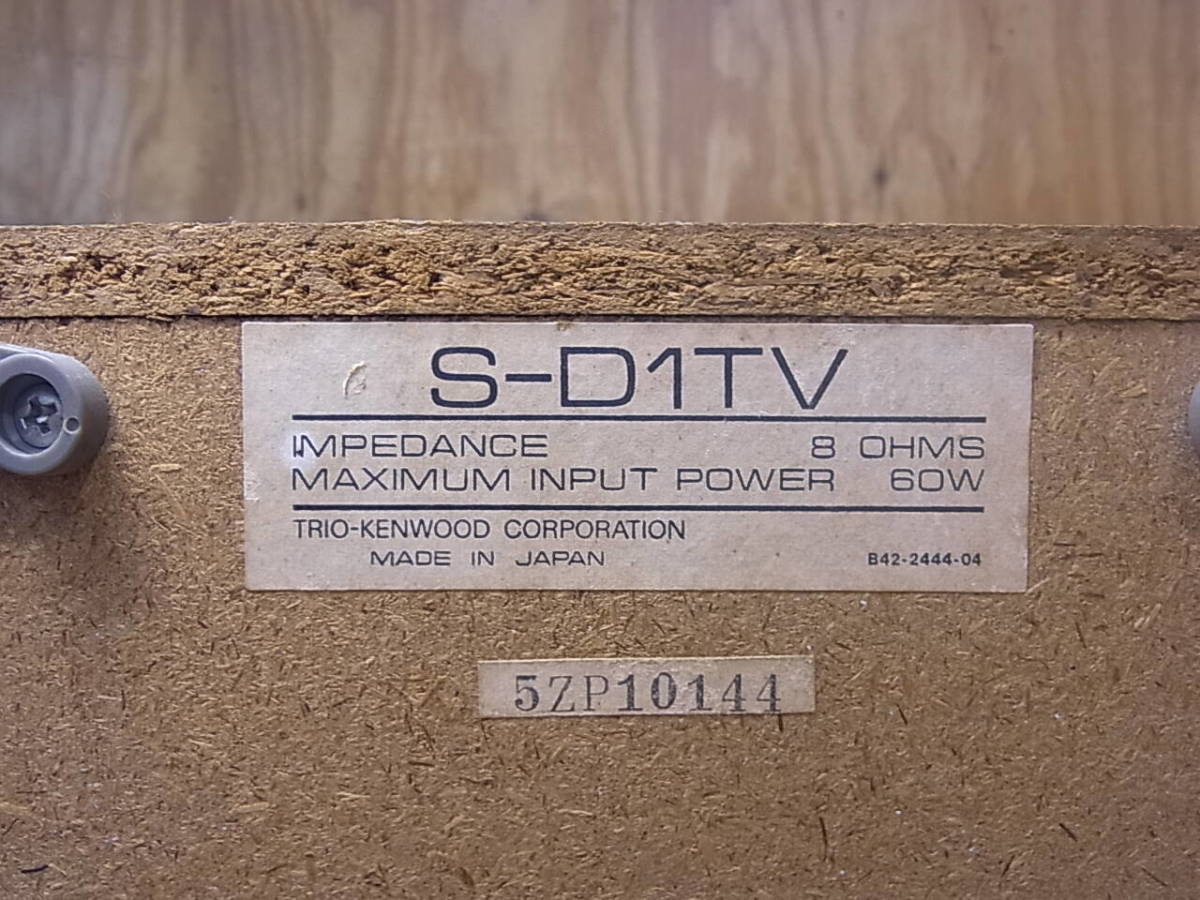 S-D1TV
IMPEDANCE 8 OHMS
MAXIMUM INPUT POWER 60W
TRIO-KENWOOD CORPORATION
MADE IN JAPAN B42-2444-04
5ZP10144